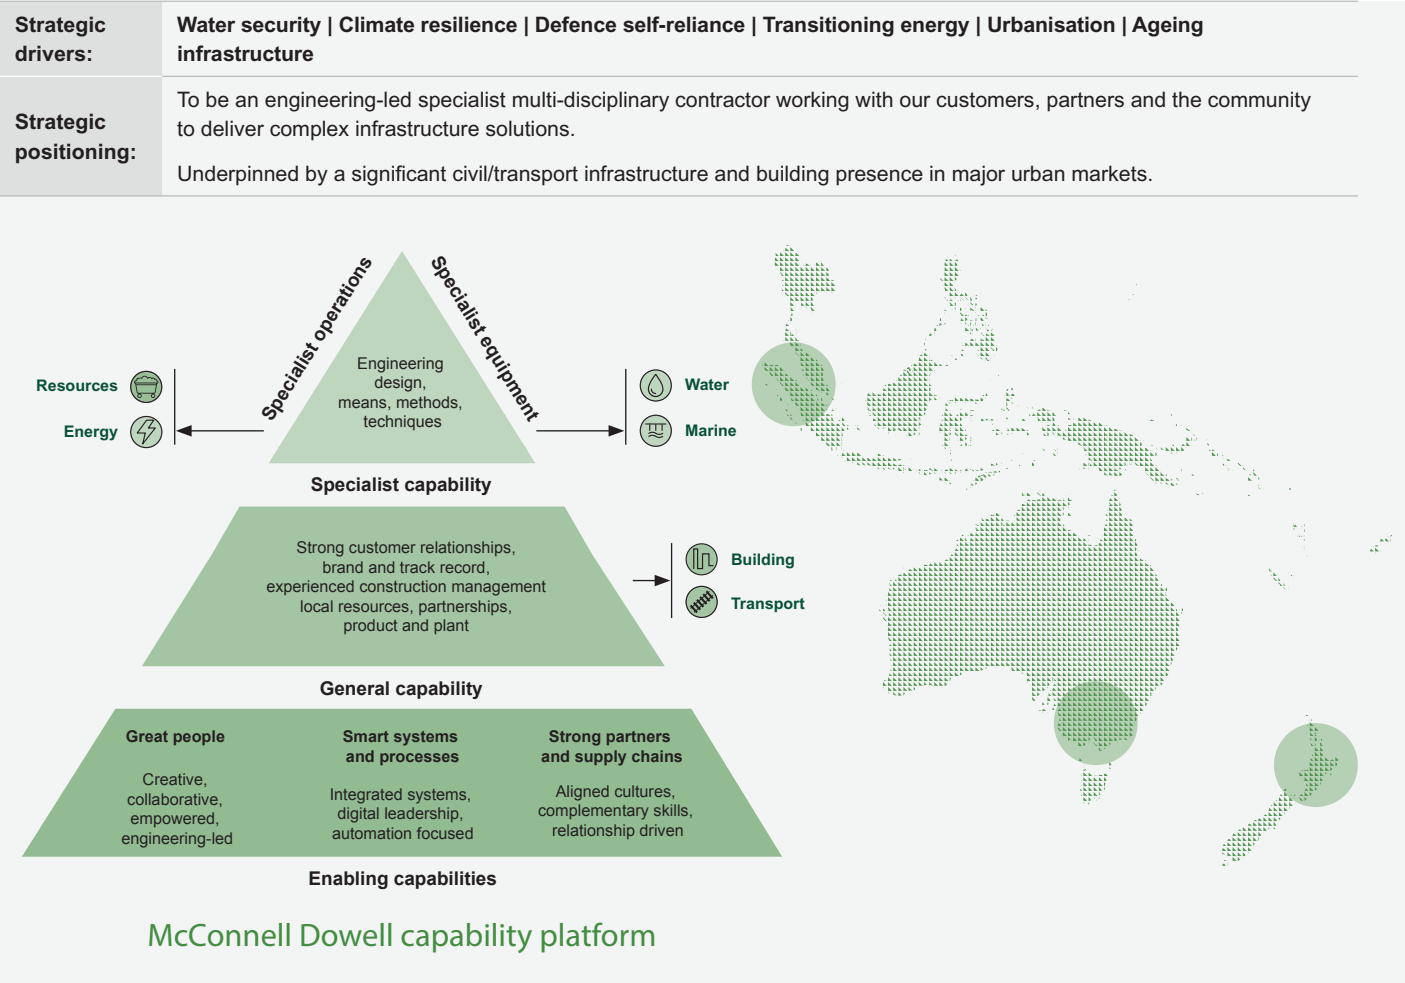 Strategic
drivers:
Water security | Climate resilience | Defence self-reliance | Transitioning energy | Urbanisation | Ageing
infrastructure
Strategic
positioning:
To be an engineering-led specialist multi-disciplinary contractor working with our customers, partners and the community
to deliver complex infrastructure solutions.
Underpinned by a significant civil/transport infrastructure and building presence in major urban markets.
Specialist operations
Specialist equipment
Engineering
design,
means, methods,
techniques
Resources
Energy
Water
Marine
Specialist capability
Strong customer relationships,
brand and track record,
experienced construction management
local resources, partnerships,
product and plant
Building
Transport
General capability
Great people
Creative,
collaborative,
empowered,
engineering-led
Smart systems
and processes
Integrated systems,
digital leadership,
automation focused
Strong partners
and supply chains
Aligned cultures,
complementary skills,
relationship driven
Enabling capabilities
McConnell Dowell capability platform